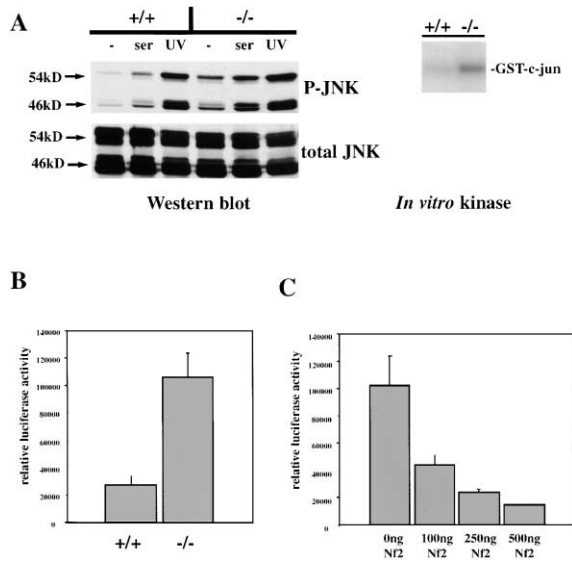 A
+/+ -/-
- ser UV - ser UV
54kD
46kD
P-JNK
54kD
46kD
total JNK
Western blot
+/+ -/-
-GST-c-jun
In vitro kinase
B
relative luciferase activity
140000
120000
100000
80000
60000
40000
20000
0
+/+ -/-
C
relative luciferase activity
140000
120000
100000
80000
60000
40000
20000
0
0ng 100ng 250ng 500ng
Nf2 Nf2 Nf2 Nf2